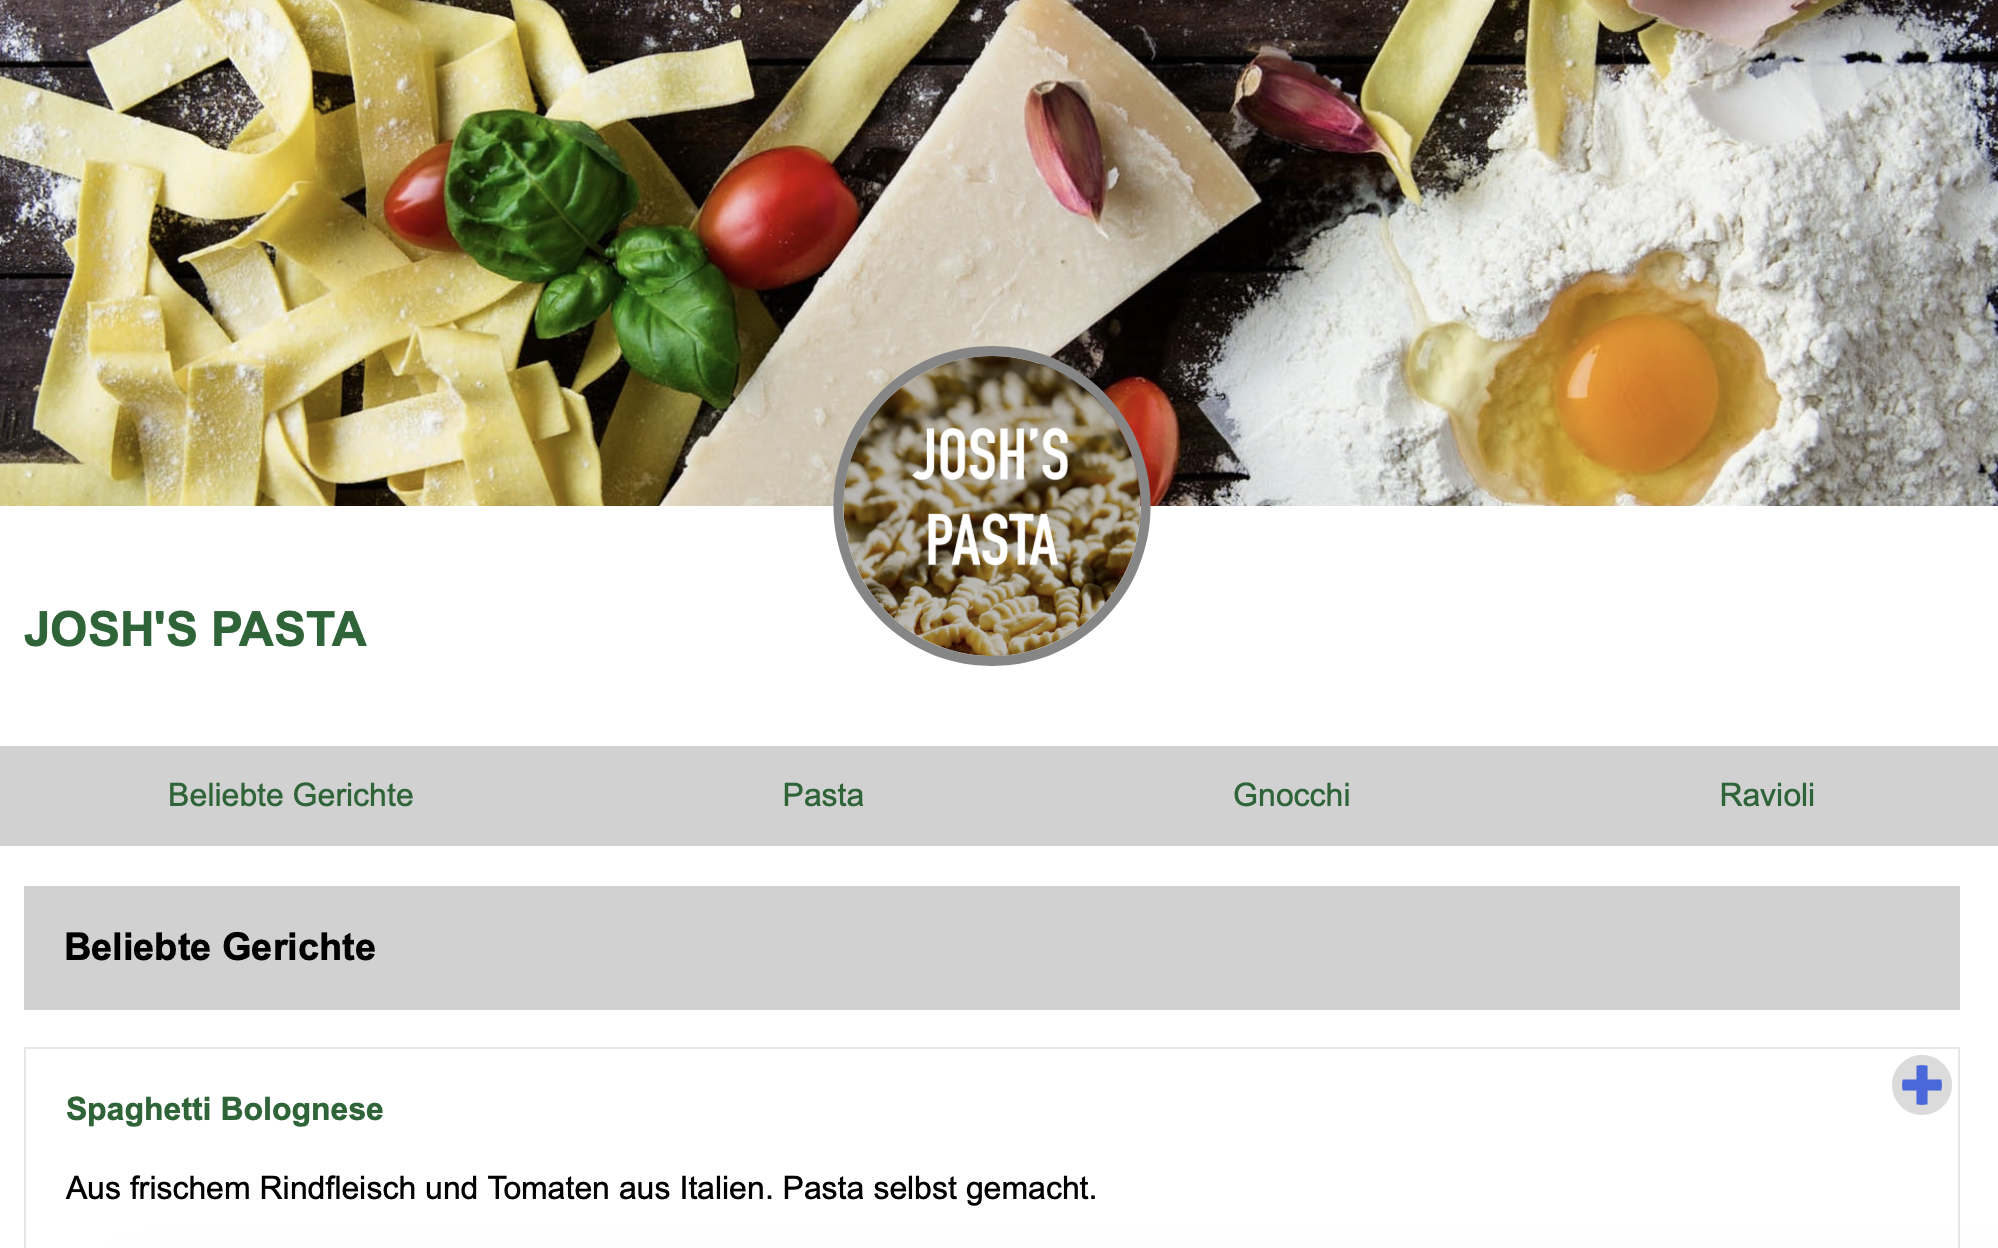 JOSH'S
PASTA
JOSH'S PASTA
Beliebte Gerichte Pasta Gnocchi Ravioli
Beliebte Gerichte
Spaghetti Bolognese
Aus frischem Rindfleisch und Tomaten aus Italien. Pasta selbst gemacht.